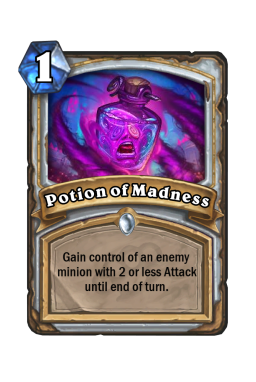 1
Potion of Madness
Gain control of an enemy
minion with 2 or less Attack
until end of turn.